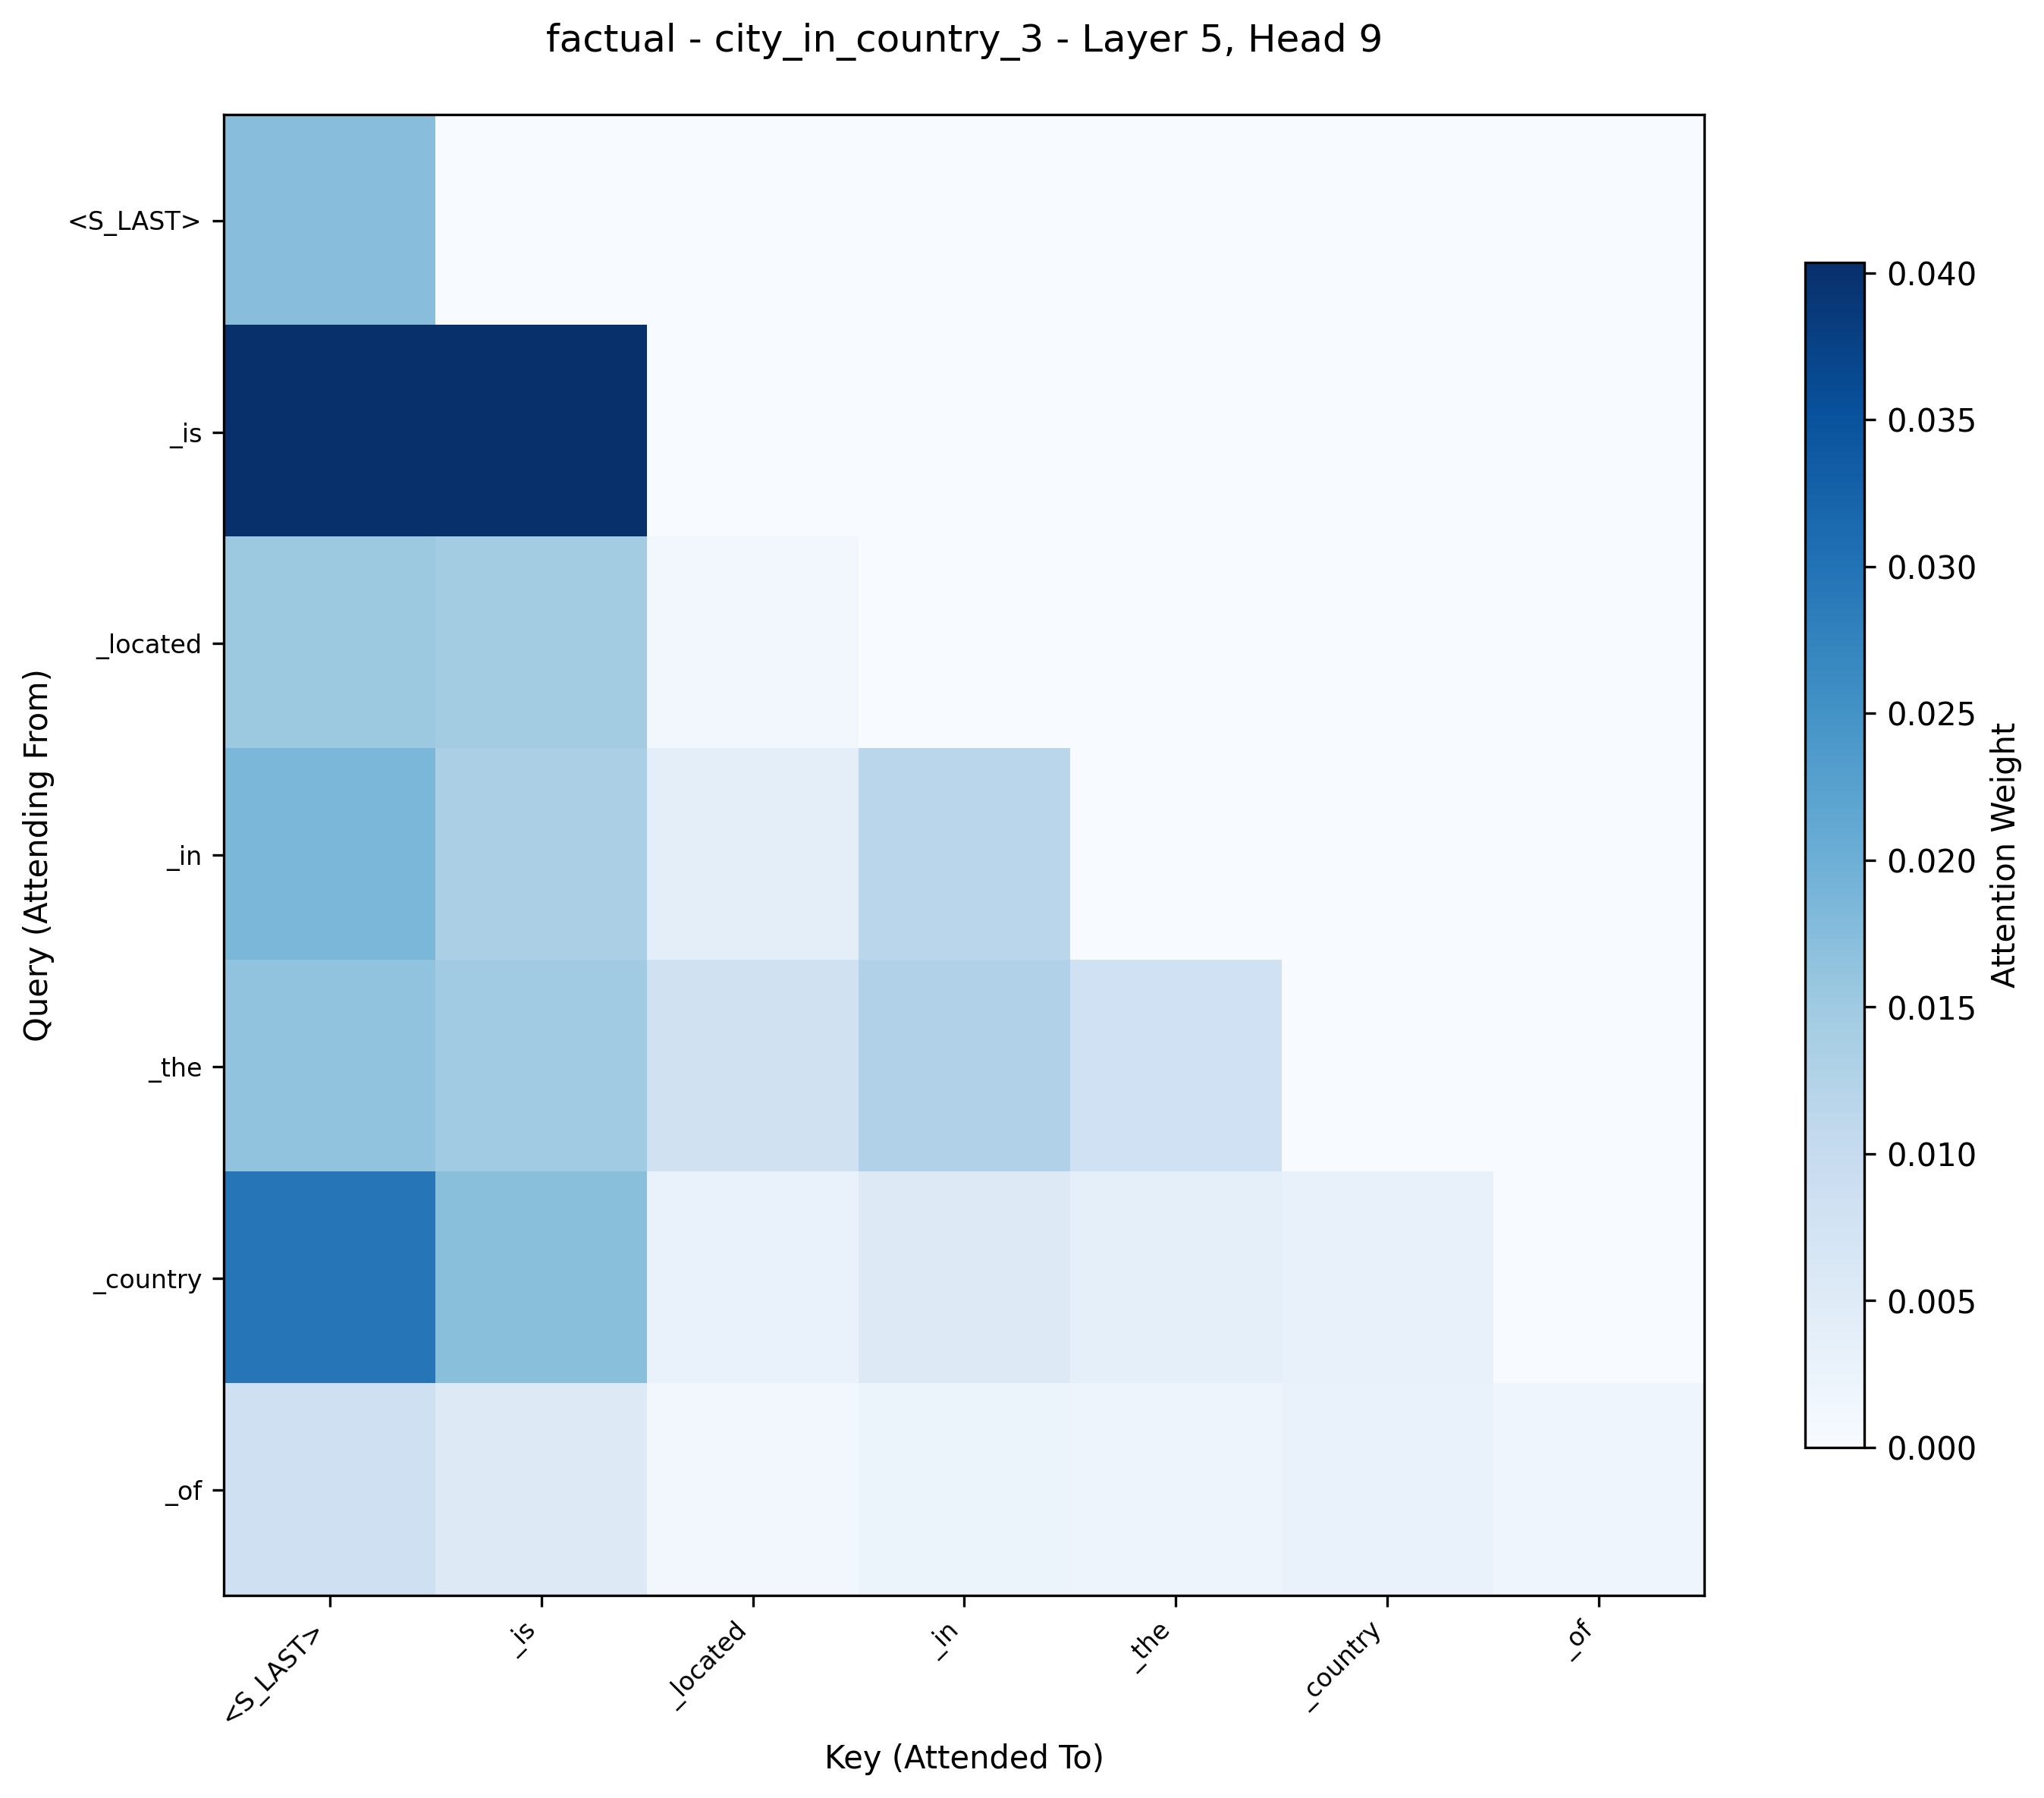 factual - city_in_country_3 - Layer 5, Head 9
<S_LAST>
_is
_located
_in
_the
_country
_of
Query (Attending From)
<S_LAST>
_is
_located
_in
_the
_country
_of
Key (Attended To)
0.040
0.035
0.030
0.025
0.020
0.015
0.010
0.005
0.000
Attention Weight